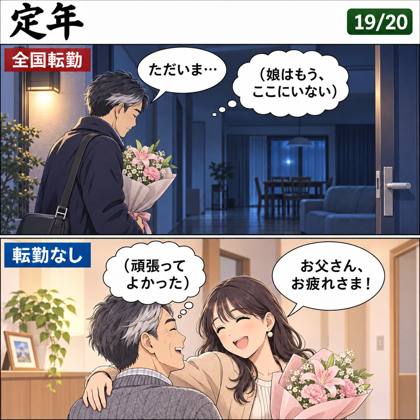 定年
19/20
全国転勤
ただいま…
(娘はもう、
ここにいない)
転勤なし
(頑張って
よかった)
お父さん、
お疲れさま!